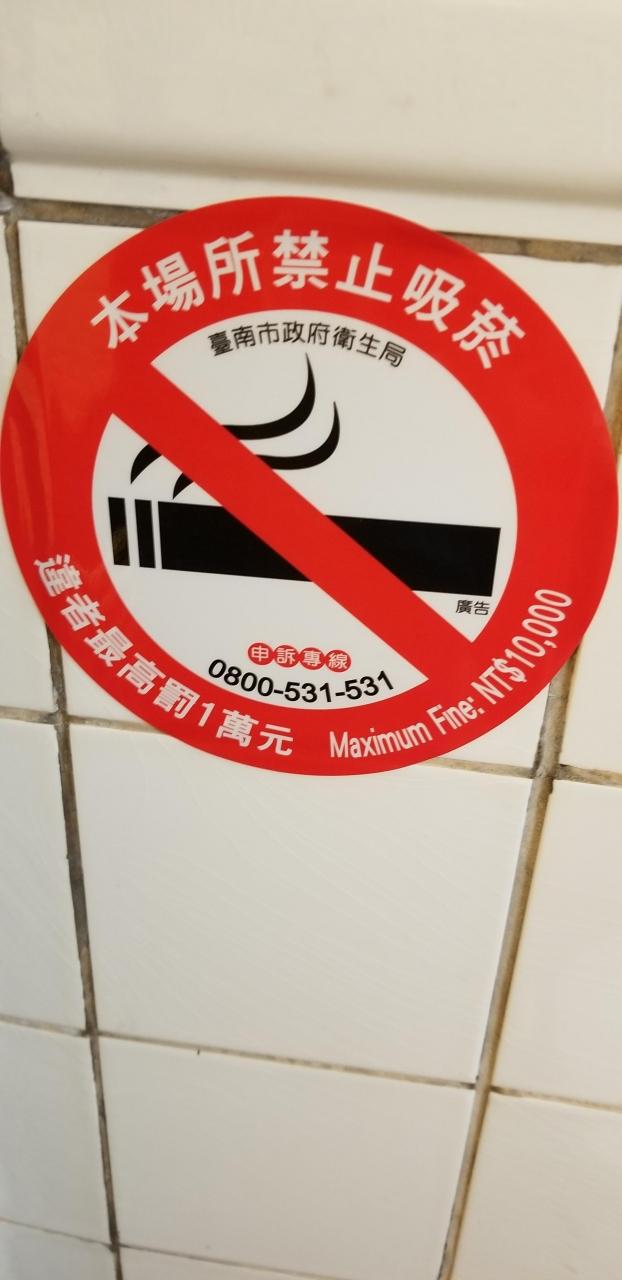 本場所禁止吸菸
臺南市政府衛生局
廣告
申訴專線
0800-531-531
違者最高罰1萬元
Maximum Fine: NT$10,000